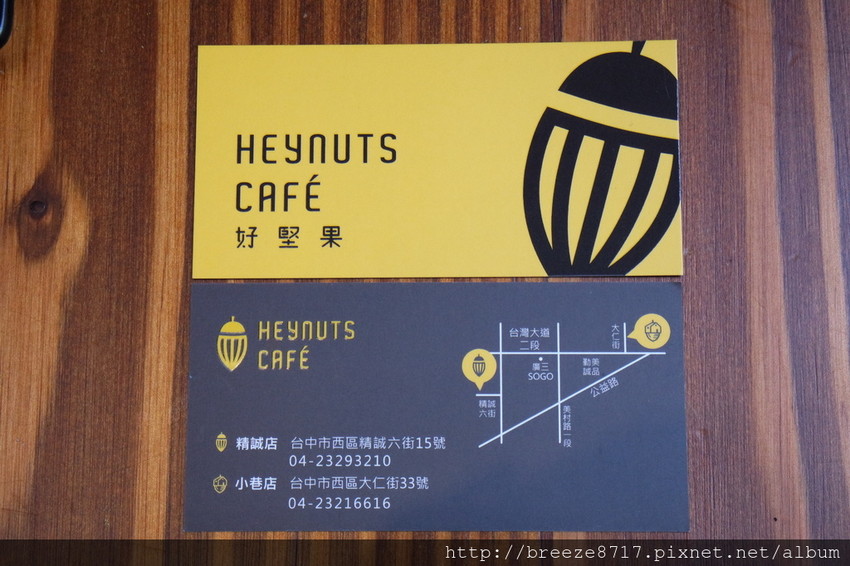 HEYNUTS
CAFÉ
好堅果
HEYNUTS
CAFÉ
台灣大道
二段
大仁街
廣三
SOGO
勤美
誠品
公益路
精誠
六街
美村路一段
精誠店 台中市西區精誠六街15號
04-23293210
小巷店 台中市西區大仁街33號
04-23216616
http://breeze8717.pixnet.net/album